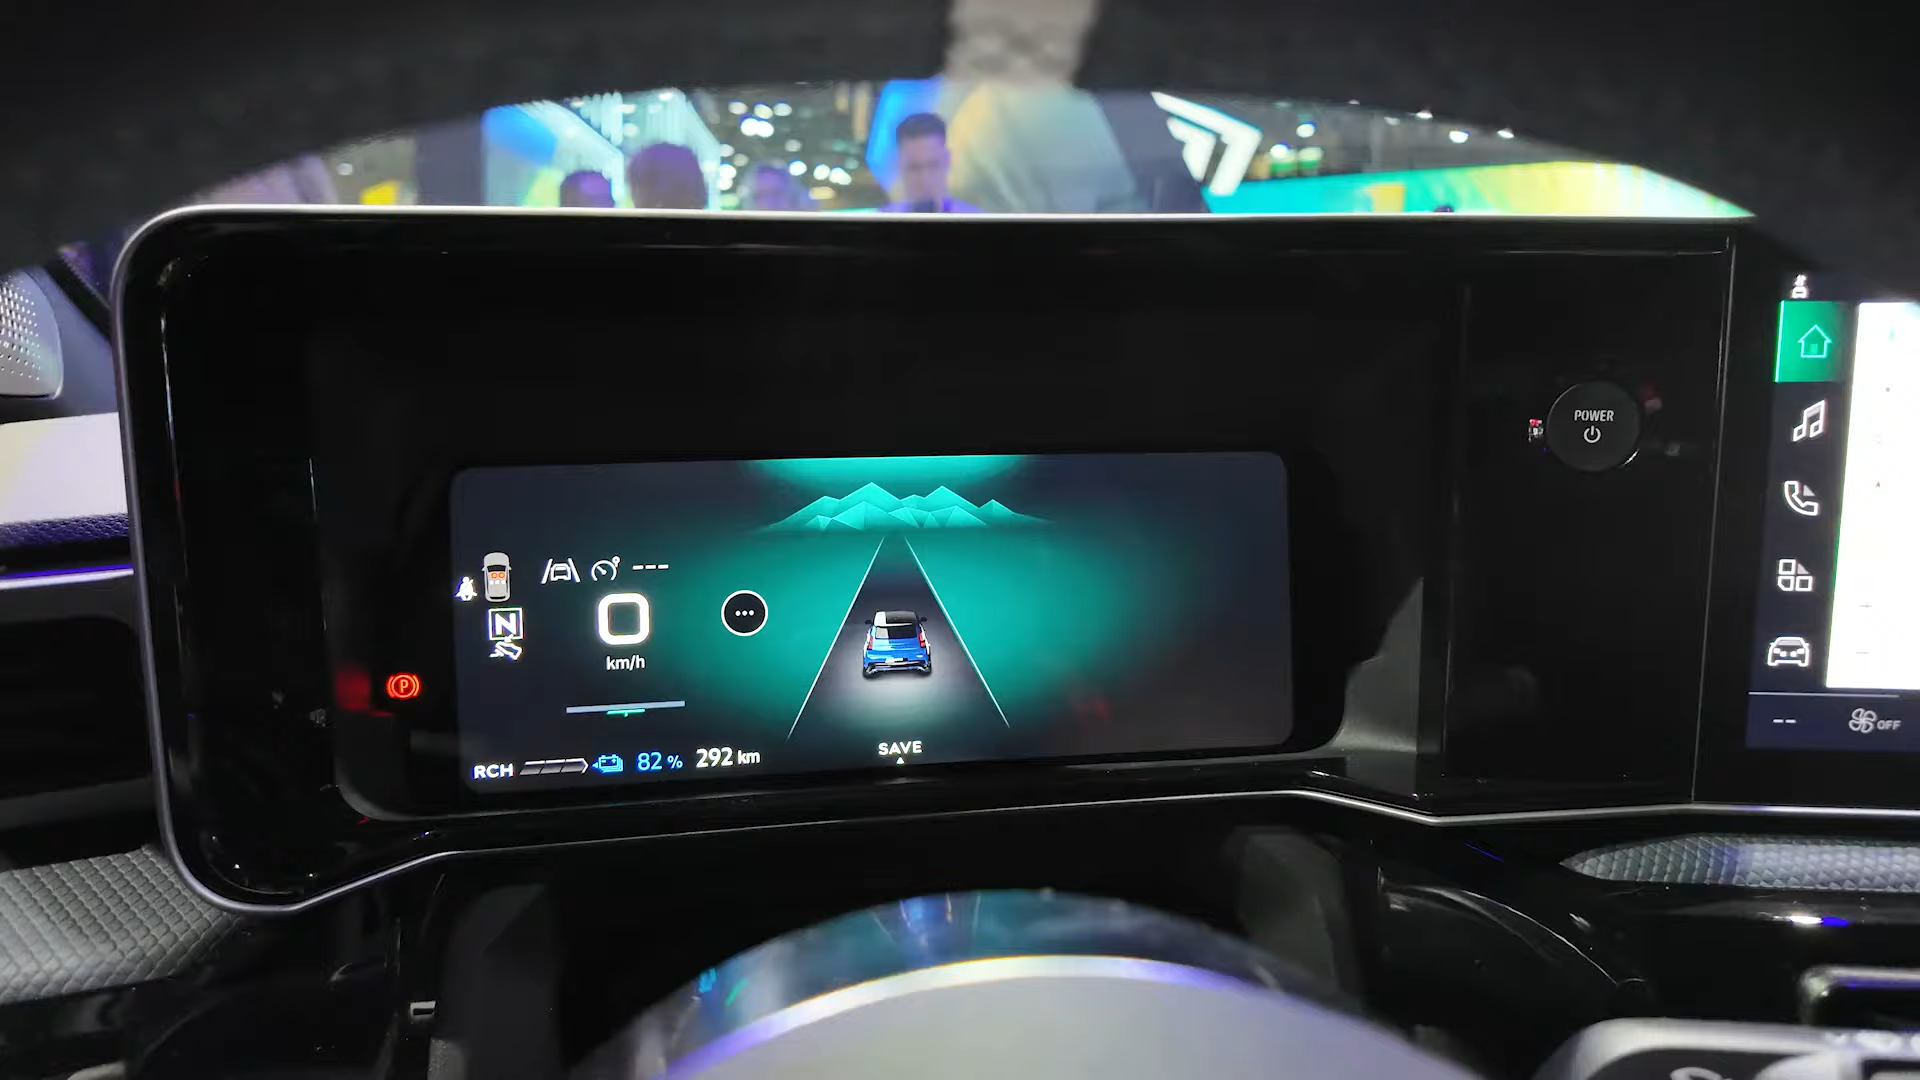 POWER
---
N
0
km/h
...
P
SAVE
RCH 82 % 292 km
-- OFF